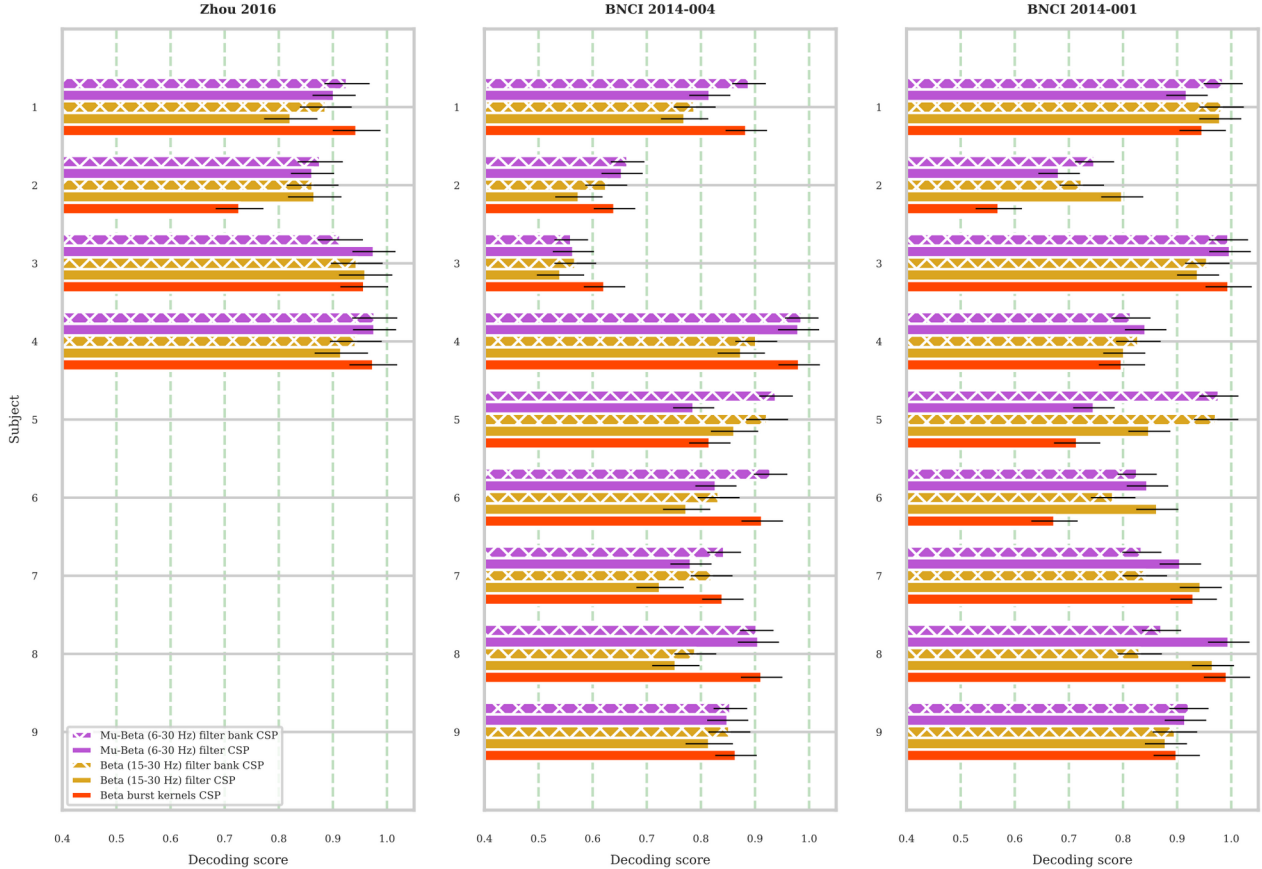 Zhou 2016
BNCI 2014-004
BNCI 2014-001
Subject
1
2
3
4
5
6
7
8
9
1
2
3
4
5
6
7
8
9
1
2
3
4
5
6
7
8
9
Mu-Beta (6-30 Hz) filter bank CSP
Mu-Beta (6-30 Hz) filter CSP
Beta (15-30 Hz) filter bank CSP
Beta (15-30 Hz) filter CSP
Beta burst kernels CSP
0.4 0.5 0.6 0.7 0.8 0.9 1.0
0.4 0.5 0.6 0.7 0.8 0.9 1.0
0.4 0.5 0.6 0.7 0.8 0.9 1.0
Decoding score
Decoding score
Decoding score